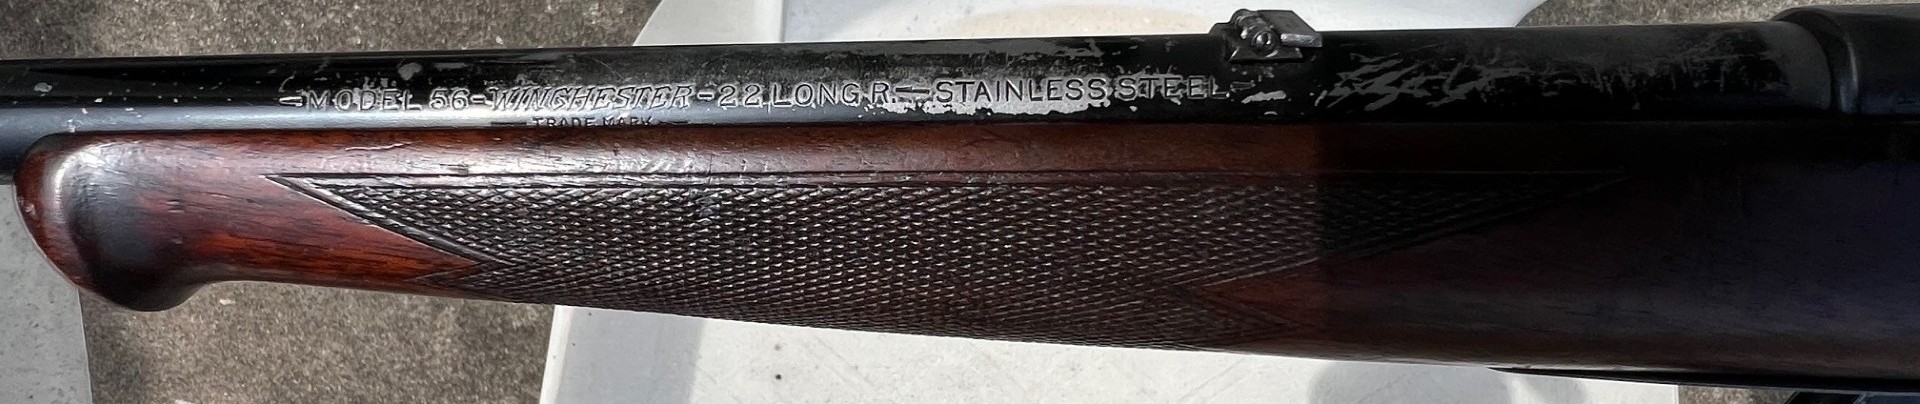 -MODEL 56-WINCHESTER-22 LONG R.-STAINLESS STEEL-
TRADE MARK